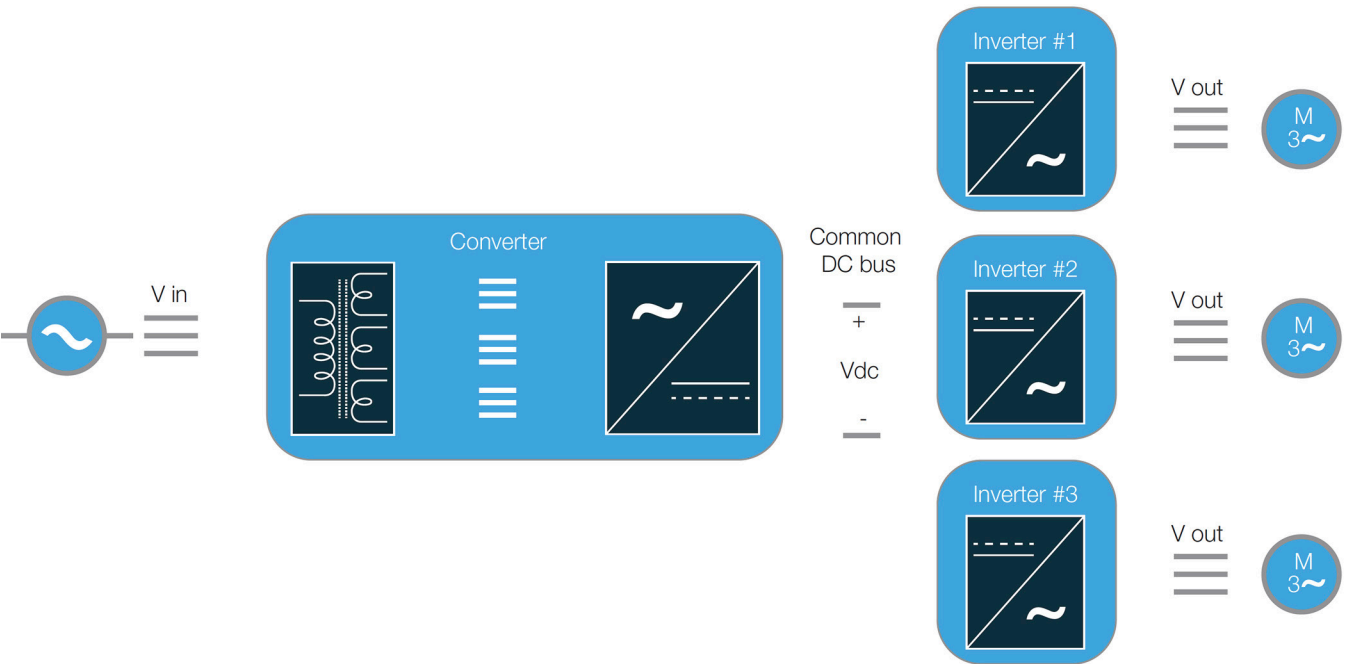 Inverter #1
V out
M
3~
Converter
V in
Common
DC bus
+
Vdc
-
Inverter #2
V out
M
3~
Inverter #3
V out
M
3~